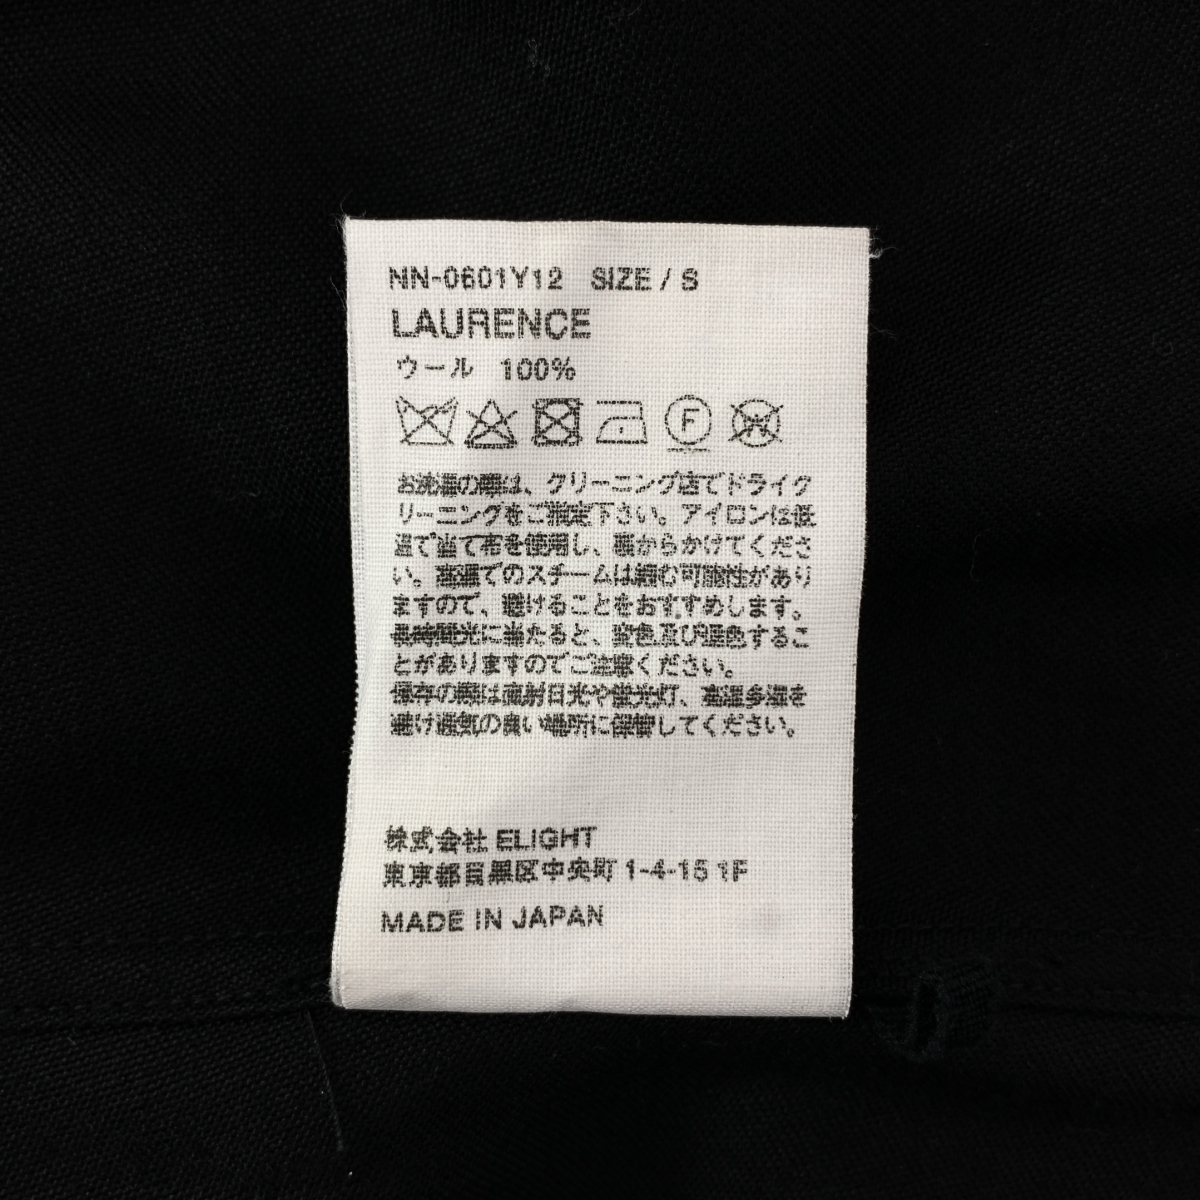 NN-0601Y12 SIZE / S
LAURENCE
ウール 100%
F
W
お洗濯の際は、クリーニング店でドライク
リーニングをご指定下さい。アイロンは低
温で当て布を使用し、裏からかけてくださ
い。高温でのスチームは縮む可能性があり
ますので、避けることをおすすめします。
長時間光に当たると、変色及び退色するこ
とがありますのでご注意ください。
保存の際は直射日光や蛍光灯、高温多湿を
避け通気の良い場所に保管してください。
株式会社 ELIGHT
東京都目黒区中央町 1-4-15 1F
MADE IN JAPAN